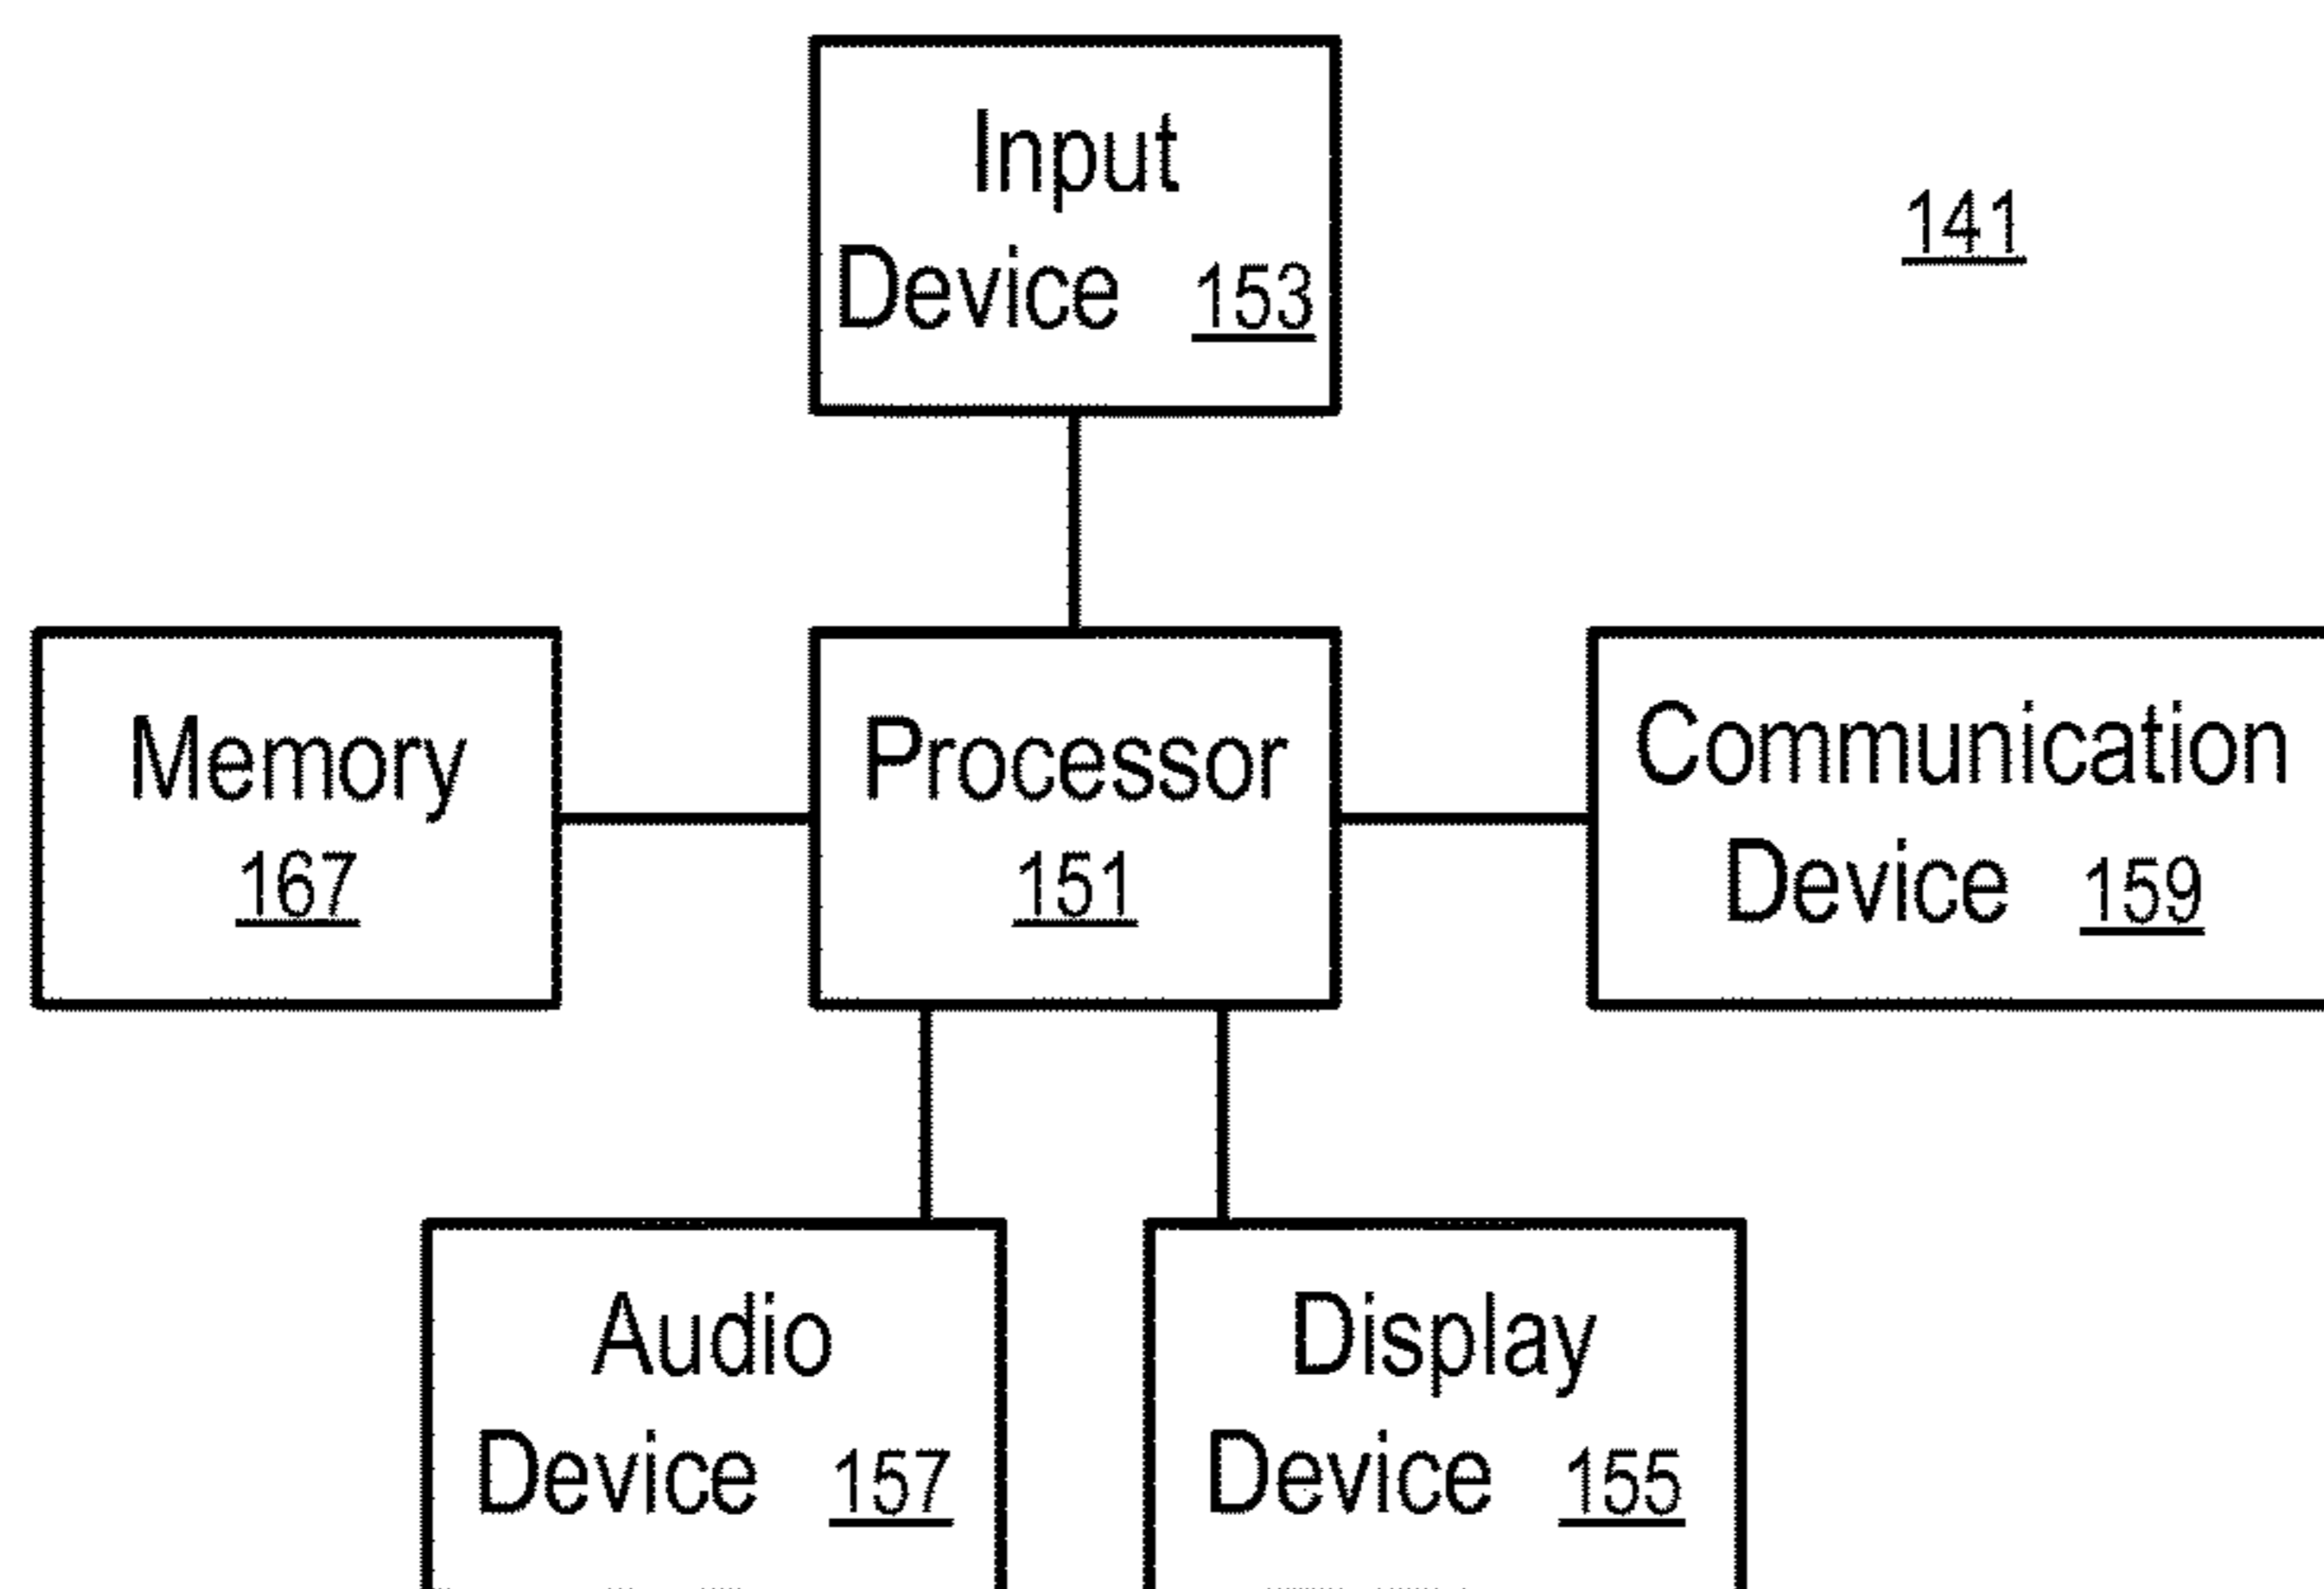 Input
Device 153
141
Memory
167
Processor
151
Communication
Device 159
Audio
Device 157
Display
Device 155